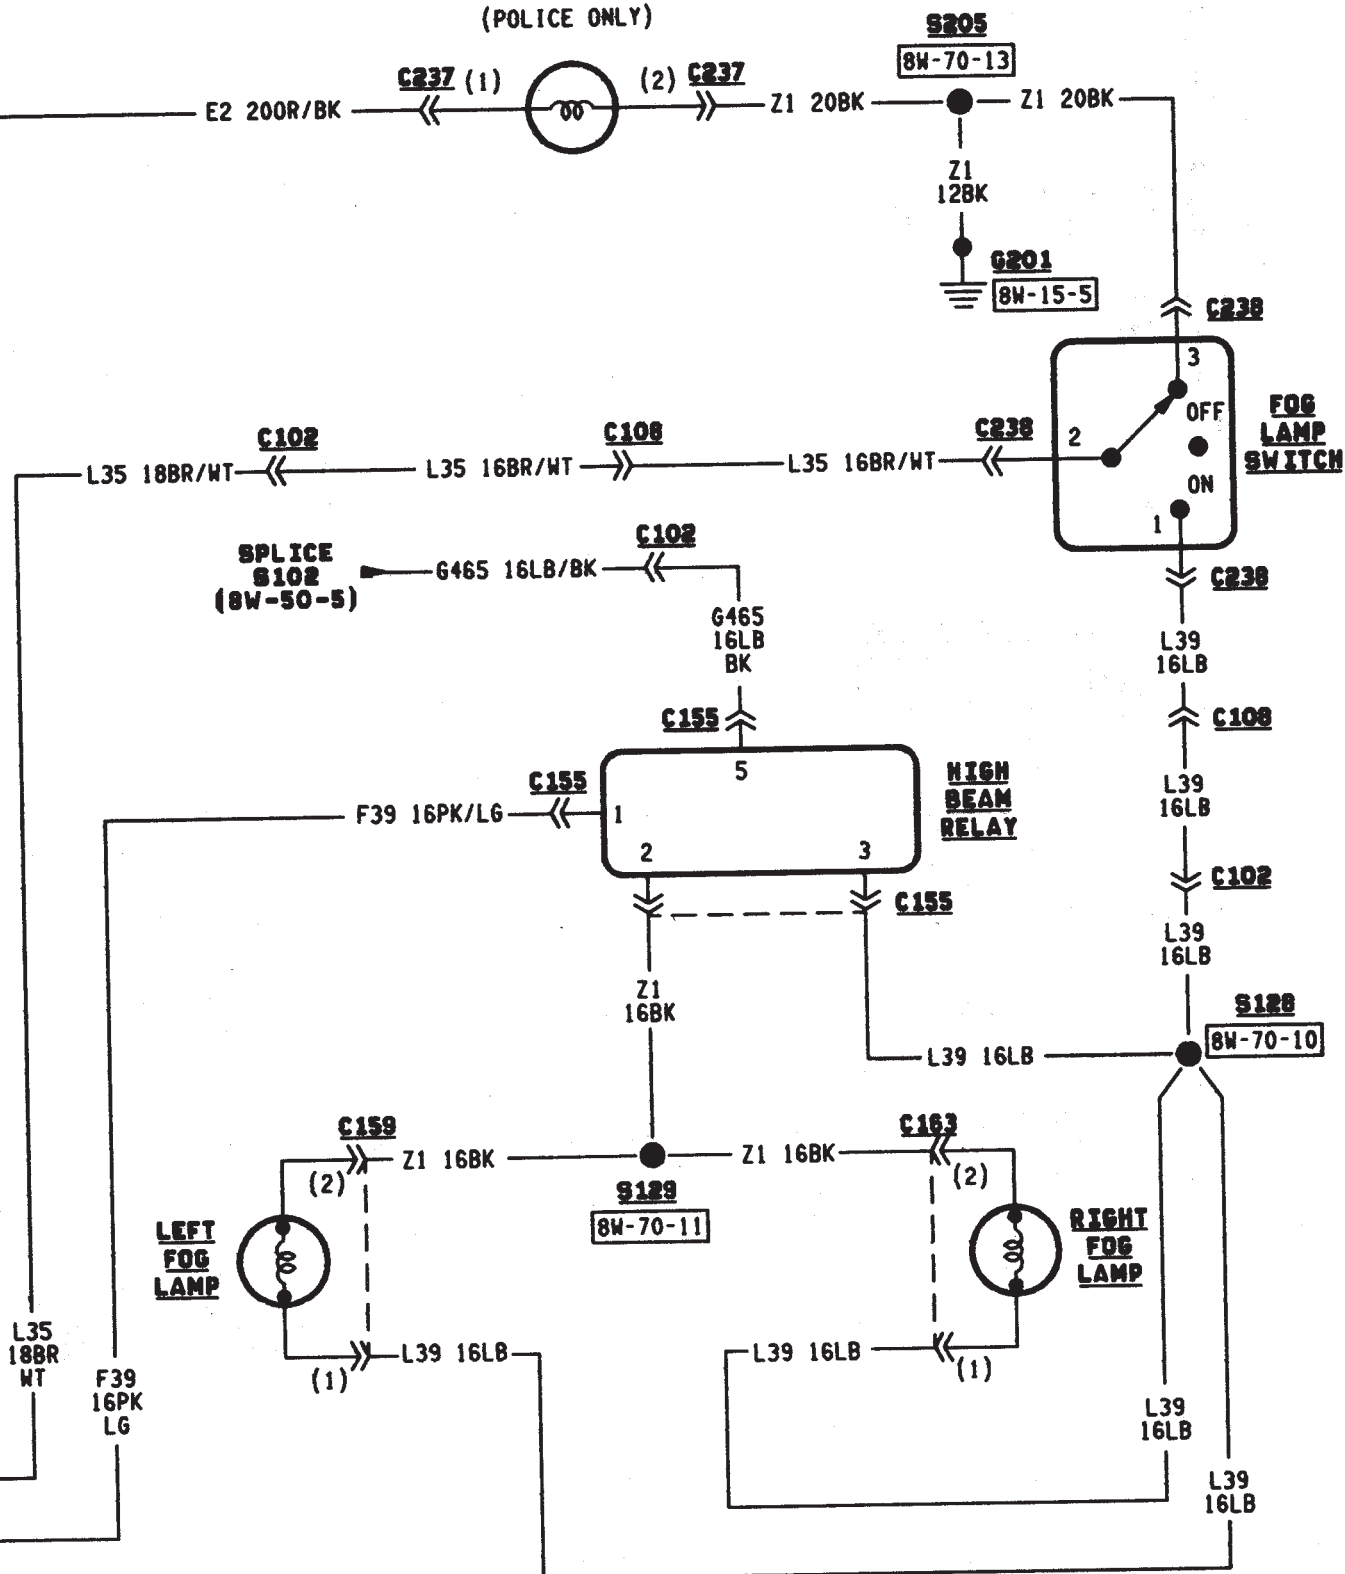 (POLICE ONLY)
S205
8W-70-13
C237 (1)
(2) C237
E2 20OR/BK
Z1 20BK
Z1 20BK
Z1
12BK
G201
8W-15-5
C238
3
OFF
FOG
LAMP
SWITCH
2
ON
1
C238
C102
C108
L35 18BR/WT
L35 16BR/WT
L35 16BR/WT
C238
SPLICE
S102
(8W-50-5)
G465 16LB/BK
C102
G465
16LB
BK
L39
16LB
C155
C108
5
HIGH
BEAM
RELAY
C155
F39 16PK/LG
1
2
3
L39
16LB
C102
C155
L39
16LB
Z1
16BK
S128
8W-70-10
L39 16LB
C159
Z1 16BK
(2)
S129
8W-70-11
Z1 16BK
C163
(2)
LEFT
FOG
LAMP
RIGHT
FOG
LAMP
L35
18BR
WT
F39
16PK
LG
(1)
L39 16LB
L39 16LB
(1)
L39
16LB
L39
16LB